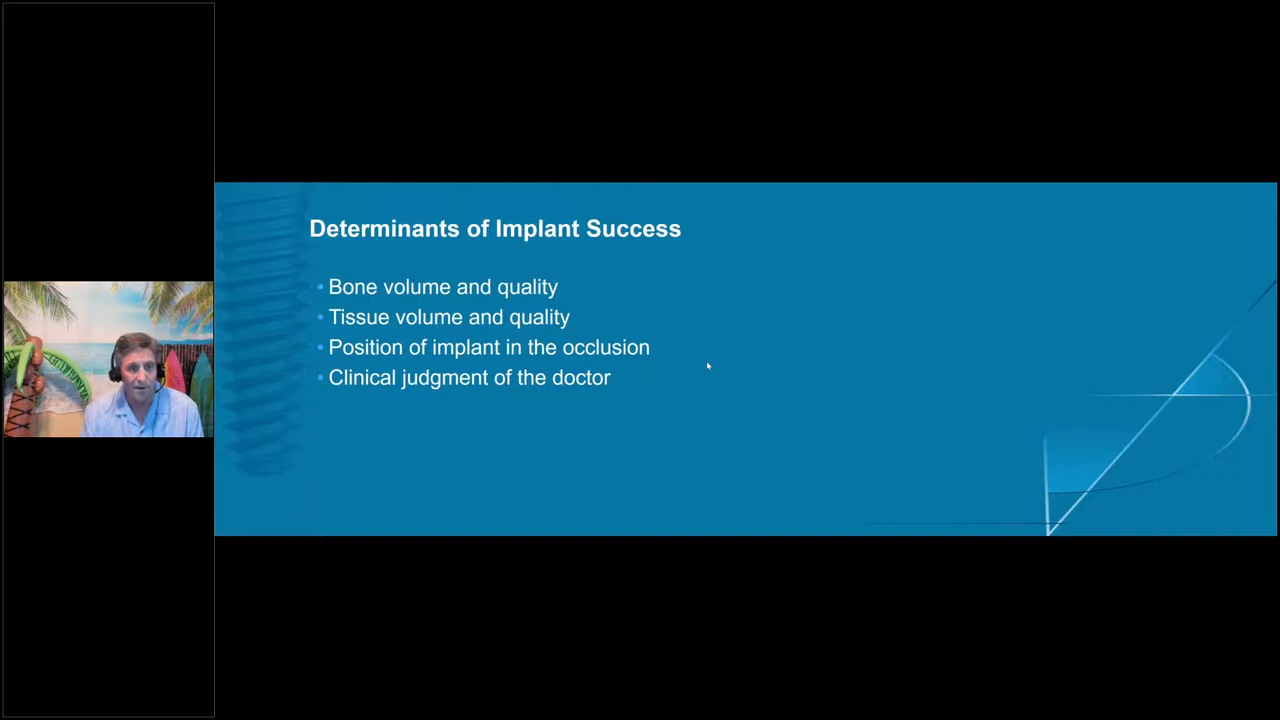 Determinants of Implant Success
• Bone volume and quality
• Tissue volume and quality
• Position of implant in the occlusion
• Clinical judgment of the doctor